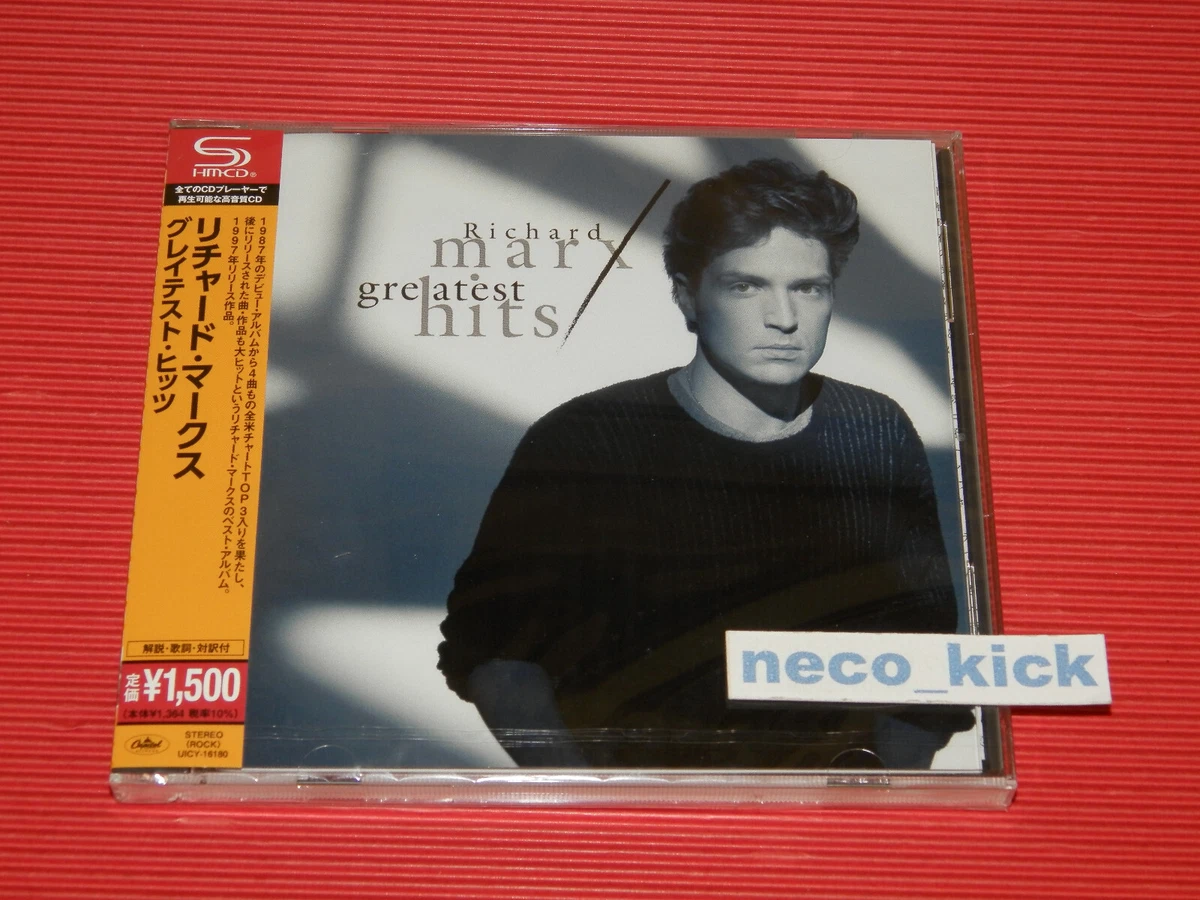 SHM-CD®
全てのCDプレーヤーで
再生可能な高音質CD
リチャード・マークス
グレイテスト・ヒッツ
1987年のデビュー・アルバムから4曲もの全米チャートTOP3入りを果たし、
後にリリースされた曲・作品も大ヒットというリチャード・マークスのベスト・アルバム。
1997年リリース作品。
解説・歌詞・対訳付
定価¥1,500
(本体¥1,364 税率10%)
Capitol
STEREO
(ROCK)
UICY-16180
Richard
marx
greatest
hits
neco_kick